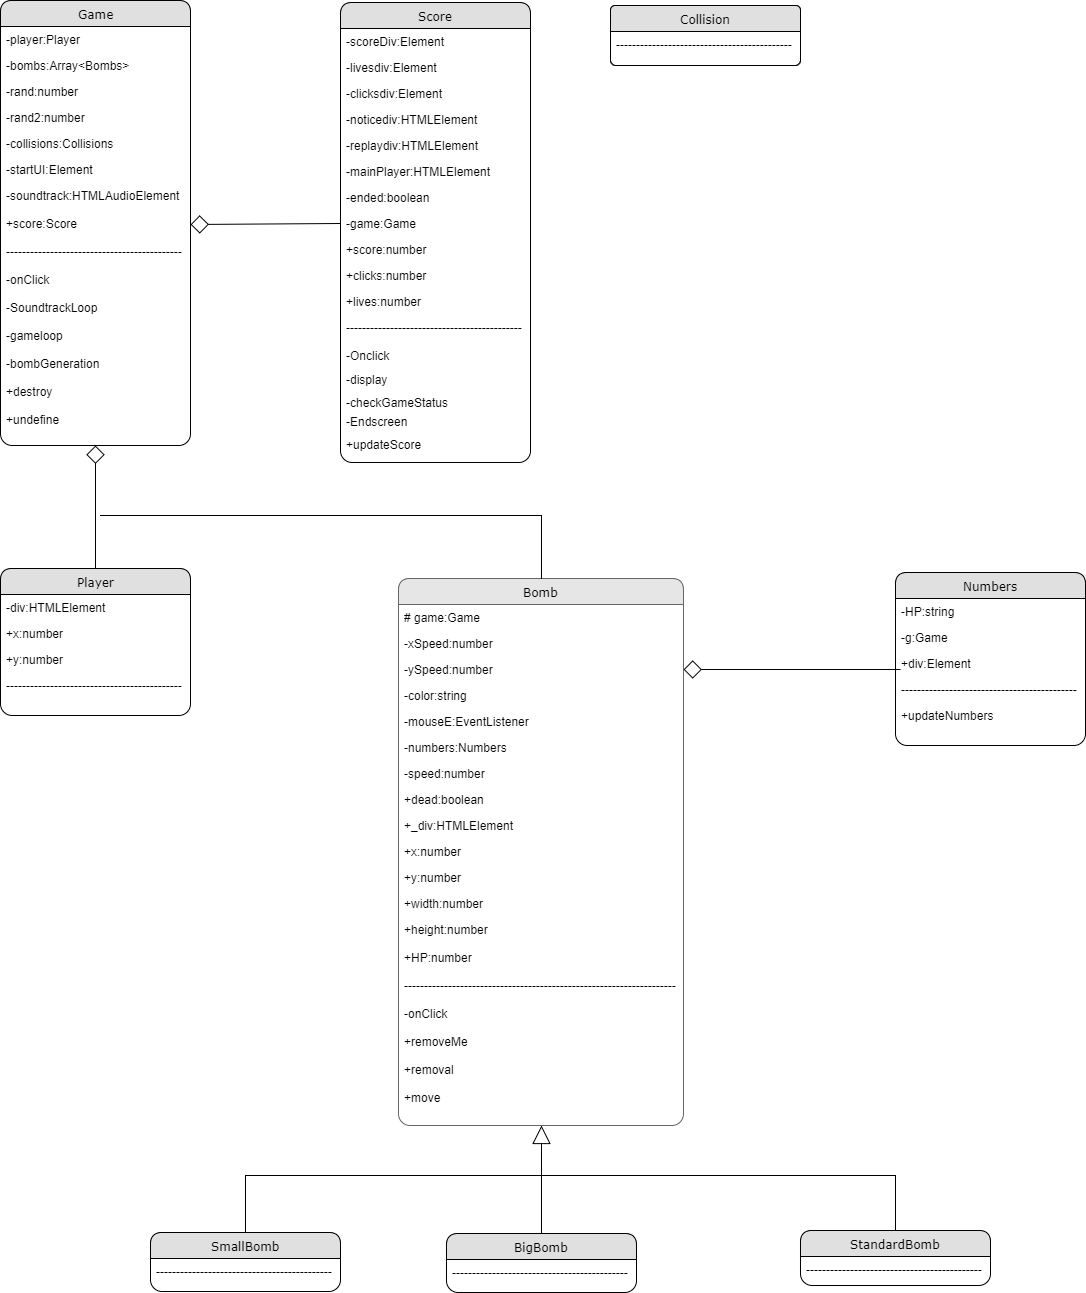 Game
-player:Player
-bombs:Array<Bombs>
-rand:number
-rand2:number
-collisions:Collisions
-startUI:Element
-soundtrack:HTMLAudioElement
+score:Score
--------------------------------------------
-onClick
-SoundtrackLoop
-gameloop
-bombGeneration
+destroy
+undefine
Score
-scoreDiv:Element
-livesdiv:Element
-clicksdiv:Element
-noticediv:HTMLElement
-replaydiv:HTMLElement
-mainPlayer:HTMLElement
-ended:boolean
-game:Game
+score:number
+clicks:number
+lives:number
--------------------------------------------
-Onclick
-display
-checkGameStatus
-Endscreen
+updateScore
Collision
--------------------------------------------
Player
-div:HTMLElement
+x:number
+y:number
--------------------------------------------
Bomb
# game:Game
-xSpeed:number
-ySpeed:number
-color:string
-mouseE:EventListener
-numbers:Numbers
-speed:number
+dead:boolean
+_div:HTMLElement
+x:number
+y:number
+width:number
+height:number
+HP:number
--------------------------------------------------------------------
-onClick
+removeMe
+removal
+move
Numbers
-HP:string
-g:Game
+div:Element
--------------------------------------------
+updateNumbers
SmallBomb
--------------------------------------------
BigBomb
--------------------------------------------
StandardBomb
--------------------------------------------